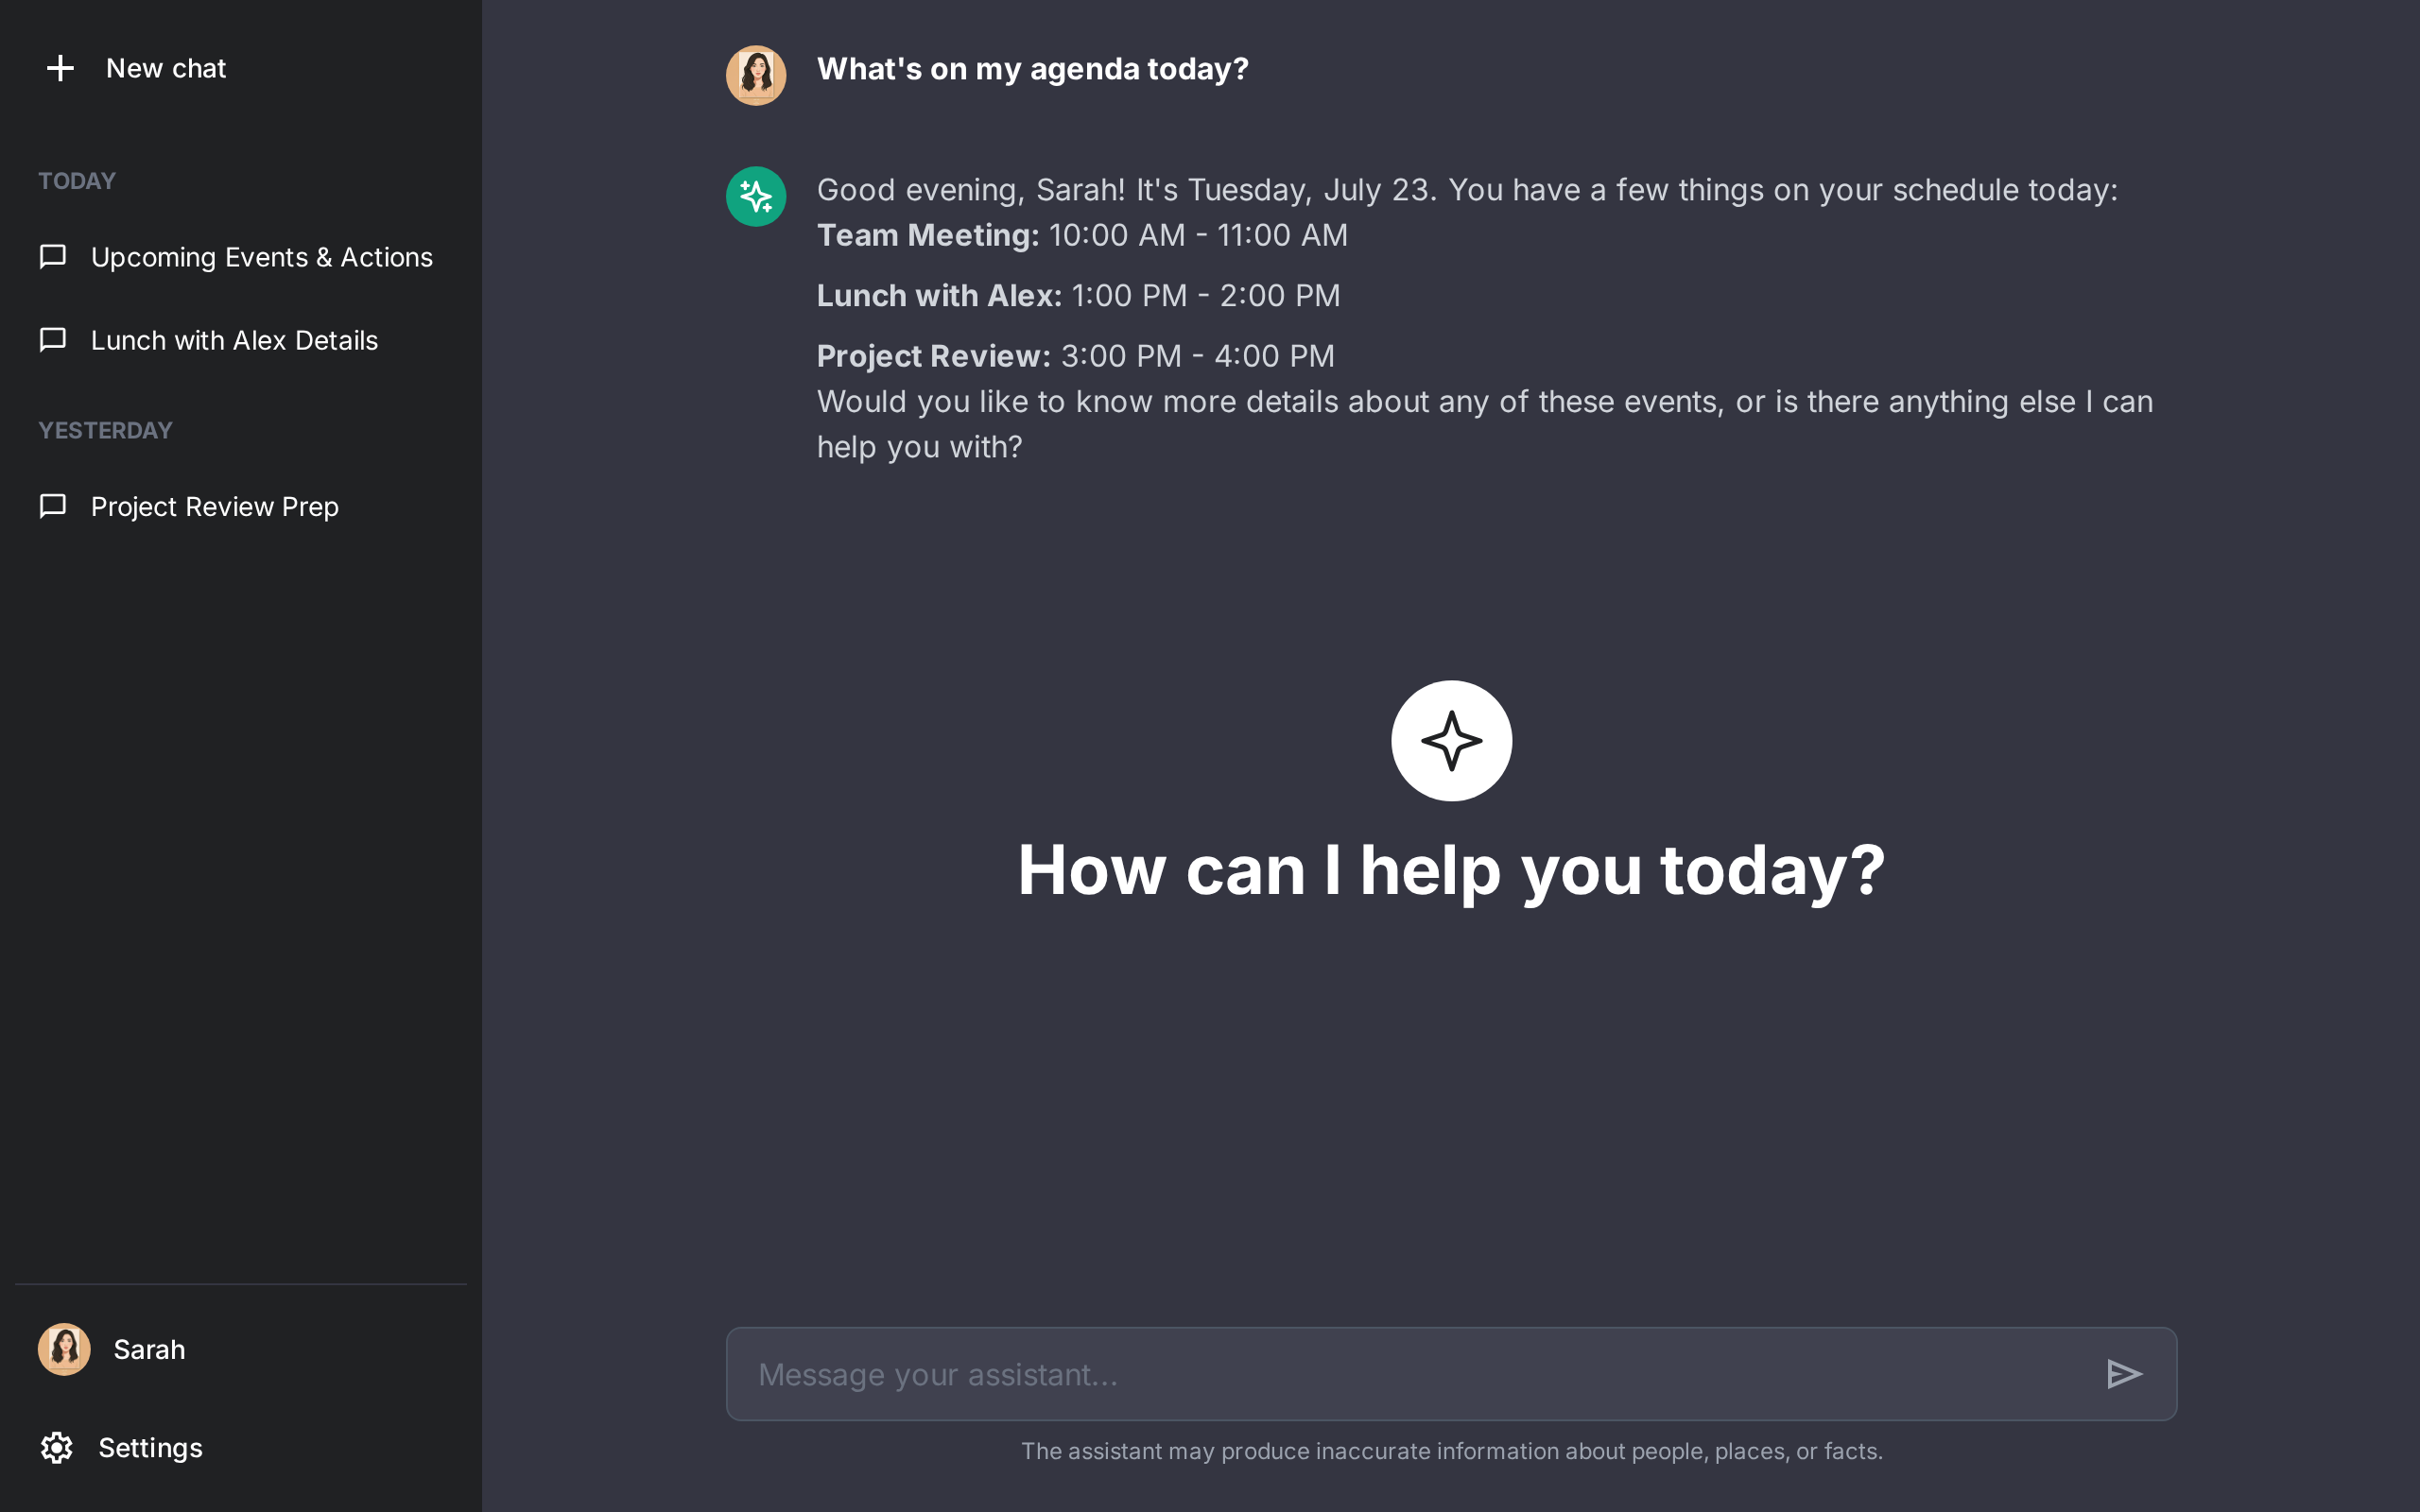 New chat
TODAY
Upcoming Events & Actions
Lunch with Alex Details
YESTERDAY
Project Review Prep
Sarah
Settings
What's on my agenda today?
Good evening, Sarah! It's Tuesday, July 23. You have a few things on your schedule today:
Team Meeting: 10:00 AM - 11:00 AM
Lunch with Alex: 1:00 PM - 2:00 PM
Project Review: 3:00 PM - 4:00 PM
Would you like to know more details about any of these events, or is there anything else I can
help you with?
How can I help you today?
Message your assistant...
The assistant may produce inaccurate information about people, places, or facts.